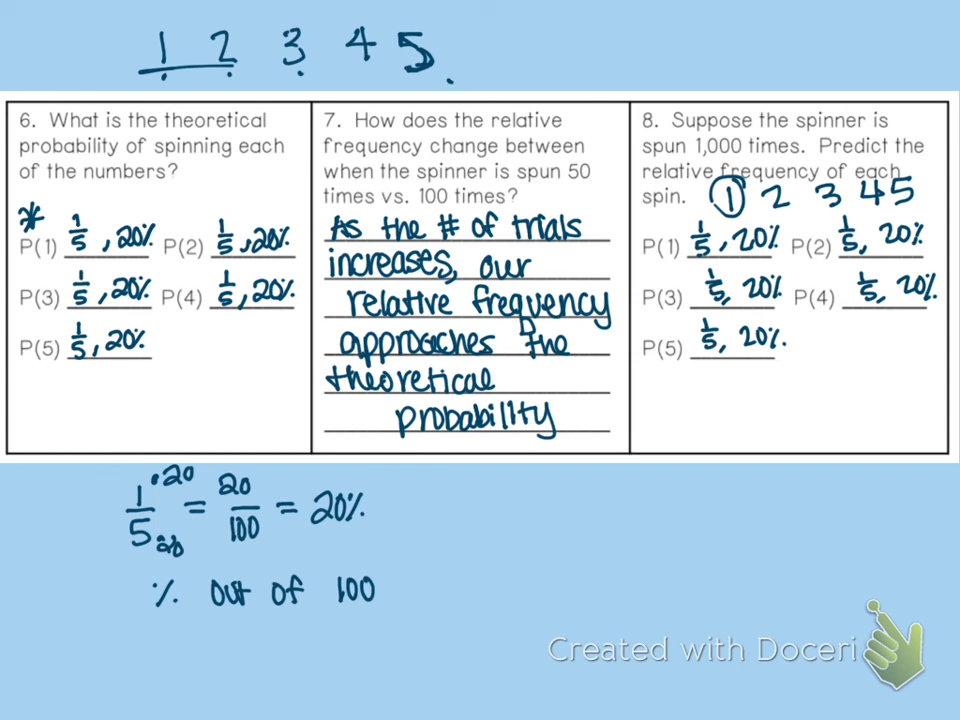 1 2 3 4 5.
6. What is the theoretical
probability of spinning each
of the numbers?
* P(1) 1/5, 20% P(2) 1/5, 20%
P(3) 1/5, 20% P(4) 1/5, 20%
P(5) 1/5, 20%
7. How does the relative
frequency change between
when the spinner is spun 50
times vs. 100 times?
As the # of trials
increases, our
relative frequency
approaches the
theoretical
probability
8. Suppose the spinner is
spun 1,000 times. Predict the
relative frequency of each
spin. 1 2 3 4 5
P(1) 1/5, 20% P(2) 1/5, 20%
P(3) 1/5, 20% P(4) 1/5, 20%
P(5) 1/5, 20%.
1/5 ·20/·20 = 20/100 = 20%
% out of 100
Created with Doceri